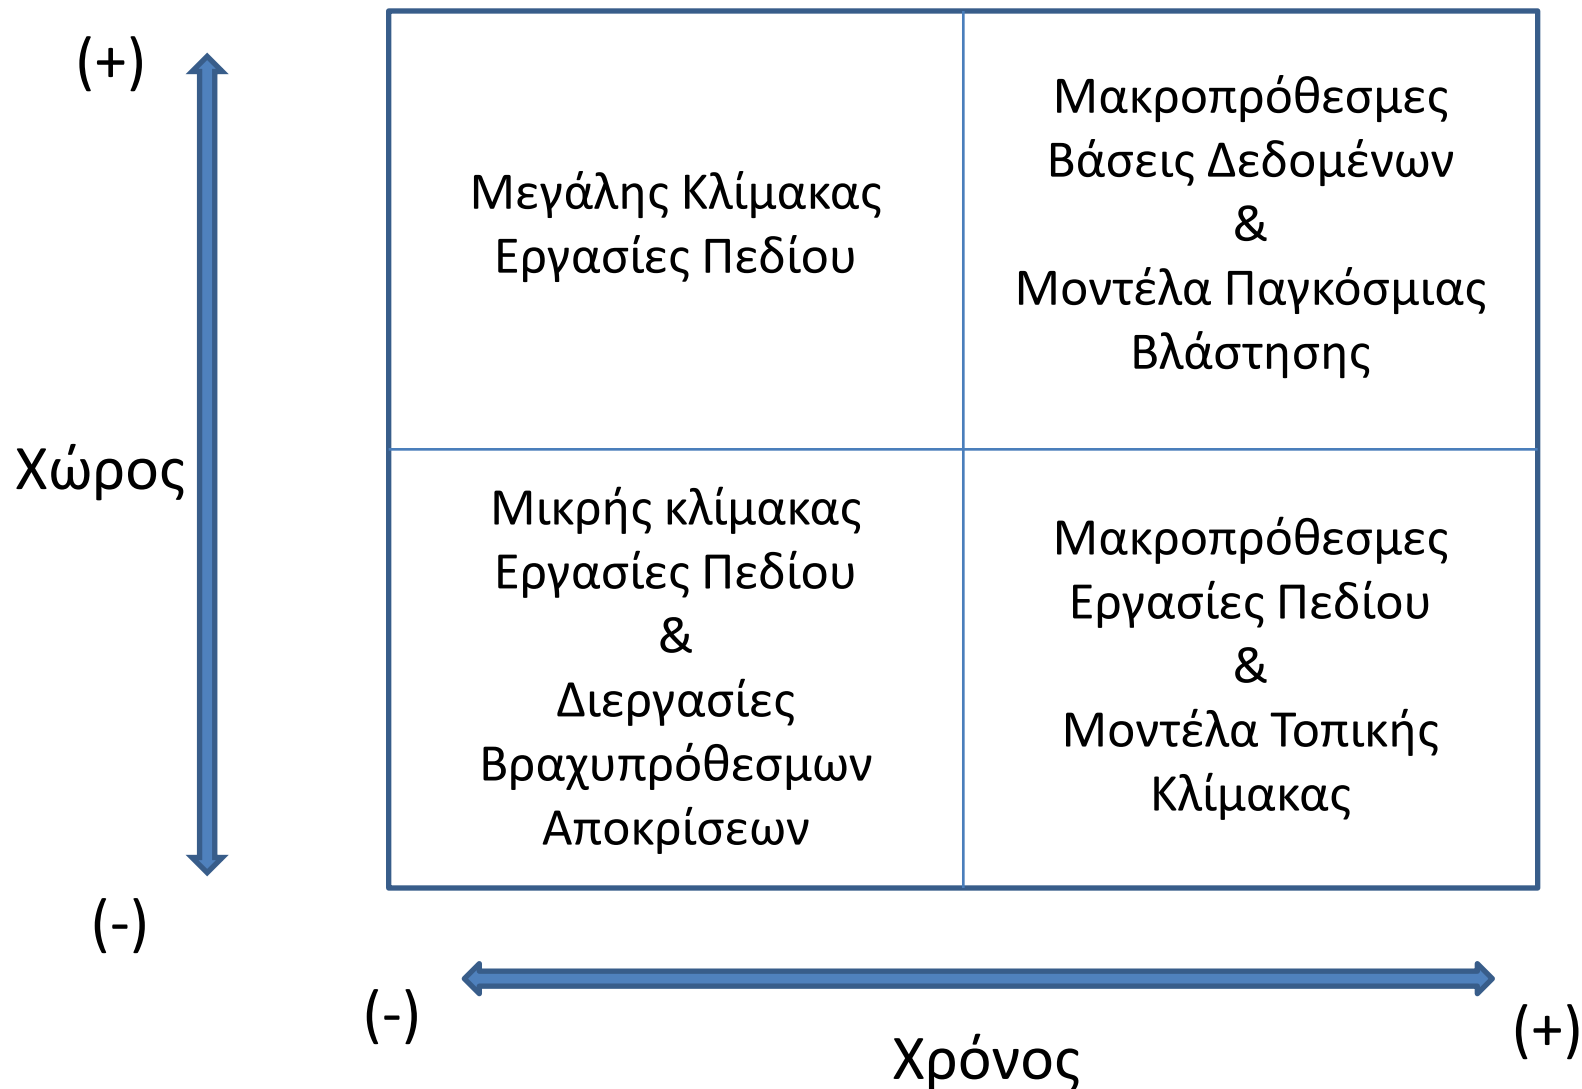 (+)
Χώρος
(-)
Μεγάλης Κλίμακας
Εργασίες Πεδίου
Μακροπρόθεσμες
Βάσεις Δεδομένων
&
Μοντέλα Παγκόσμιας
Βλάστησης
Μικρής κλίμακας
Εργασίες Πεδίου
&
Διεργασίες
Βραχυπρόθεσμων
Αποκρίσεων
Μακροπρόθεσμες
Εργασίες Πεδίου
&
Μοντέλα Τοπικής
Κλίμακας
(-)
Χρόνος
(+)